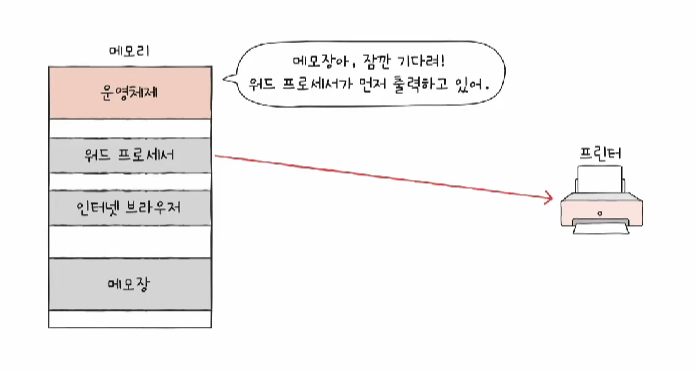 메모리
운영체제
메모장아, 잠깐 기다려!
워드 프로세서가 먼저 출력하고 있어.
워드 프로세서
프린터
인터넷 브라우저
메모장